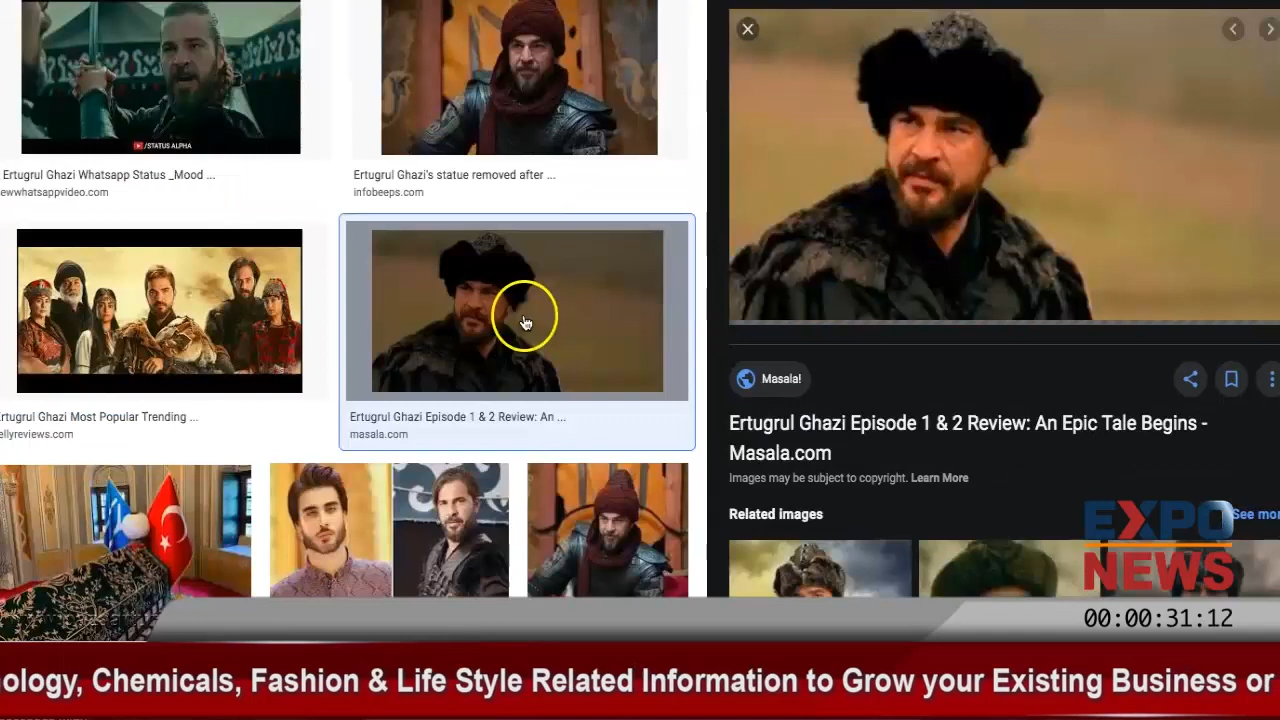 /STATUS ALPHA
Ertugrul Ghazi Whatsapp Status _Mood ...
ewwhatsappvideo.com
Ertugrul Ghazi's statue removed after ...
infobeeps.com
rtugrul Ghazi Most Popular Trending ...
ellyreviews.com
Ertugrul Ghazi Episode 1 & 2 Review: An ...
masala.com
Masala!
Ertugrul Ghazi Episode 1 & 2 Review: An Epic Tale Begins -
Masala.com
Images may be subject to copyright. Learn More
Related images
See mor
EXPO
NEWS
00:00:31:12
nology, Chemicals, Fashion & Life Style Related Information to Grow your Existing Business or